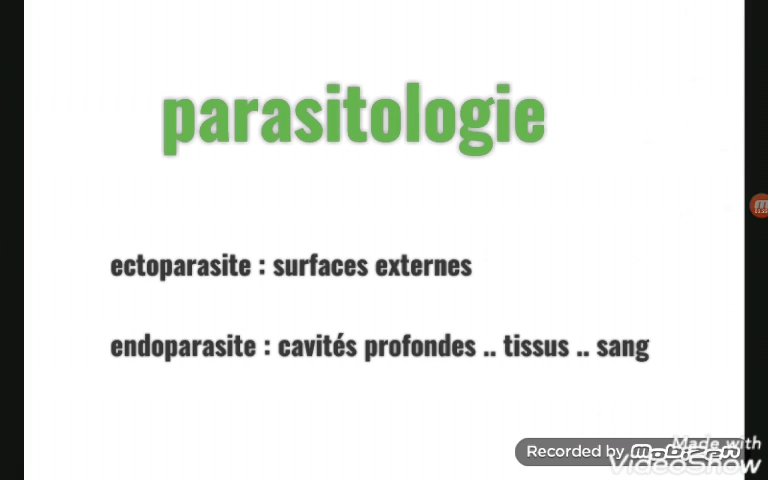 parasitologie
ectoparasite : surfaces externes
endoparasite : cavités profondes .. tissus .. sang
Made with
Recorded by MOBIZEN
VideoShow